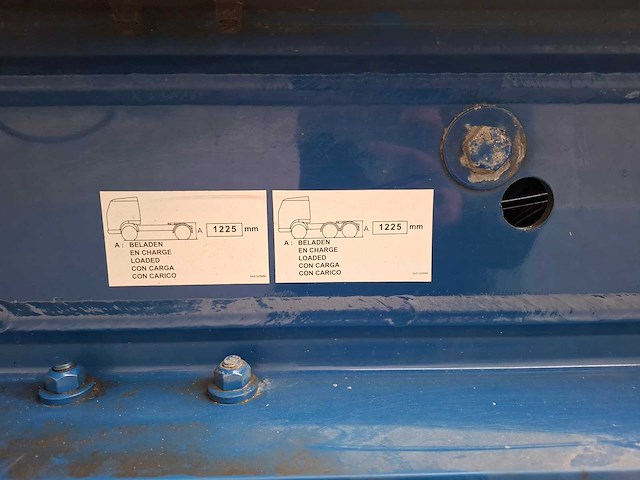 A 1225 mm
A : BELADEN
EN CHARGE
LOADED
CON CARGA
CON CARICO
A 1225 mm
A : BELADEN
EN CHARGE
LOADED
CON CARGA
CON CARICO